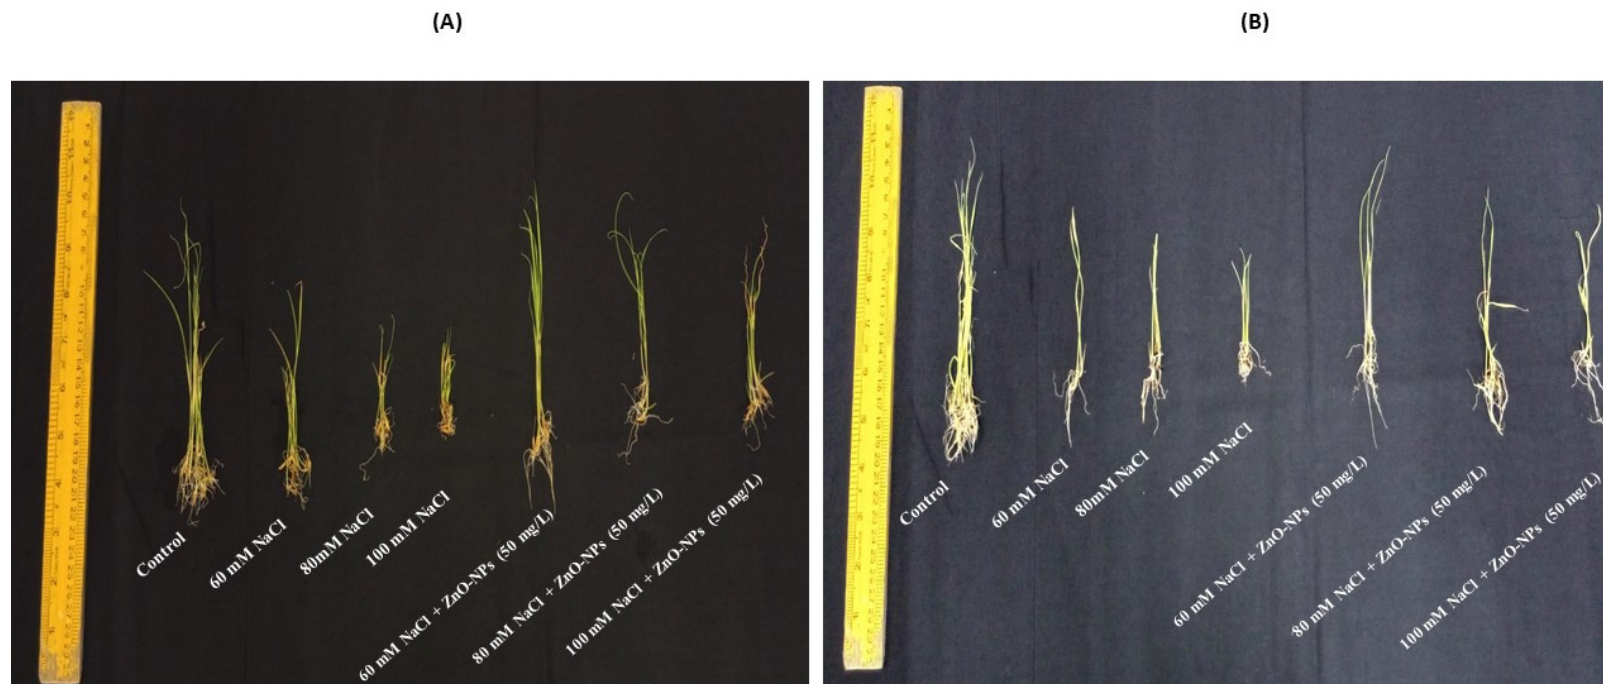 (A)
(B)
Control
60 mM NaCl
80mM NaCl
100 mM NaCl
60 mM NaCl + ZnO-NPs (50 mg/L)
80 mM NaCl + ZnO-NPs (50 mg/L)
100 mM NaCl + ZnO-NPs (50 mg/L)
Control
60 mM NaCl
80mM NaCl
100 mM NaCl
60 mM NaCl + ZnO-NPs (50 mg/L)
80 mM NaCl + ZnO-NPs (50 mg/L)
100 mM NaCl + ZnO-NPs (50 mg/L)